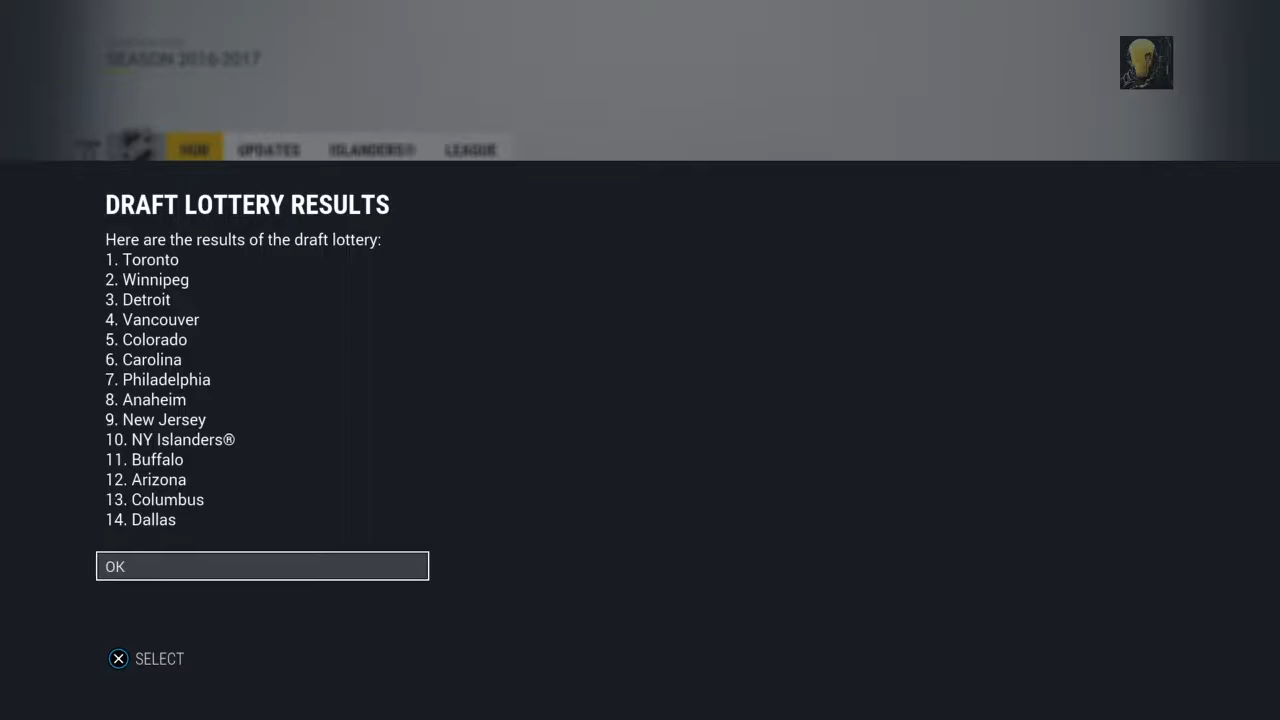 SEASON 2016-2017
HUB UPDATES ISLANDERS® LEAGUE
DRAFT LOTTERY RESULTS
Here are the results of the draft lottery:
1. Toronto
2. Winnipeg
3. Detroit
4. Vancouver
5. Colorado
6. Carolina
7. Philadelphia
8. Anaheim
9. New Jersey
10. NY Islanders®
11. Buffalo
12. Arizona
13. Columbus
14. Dallas
OK
SELECT